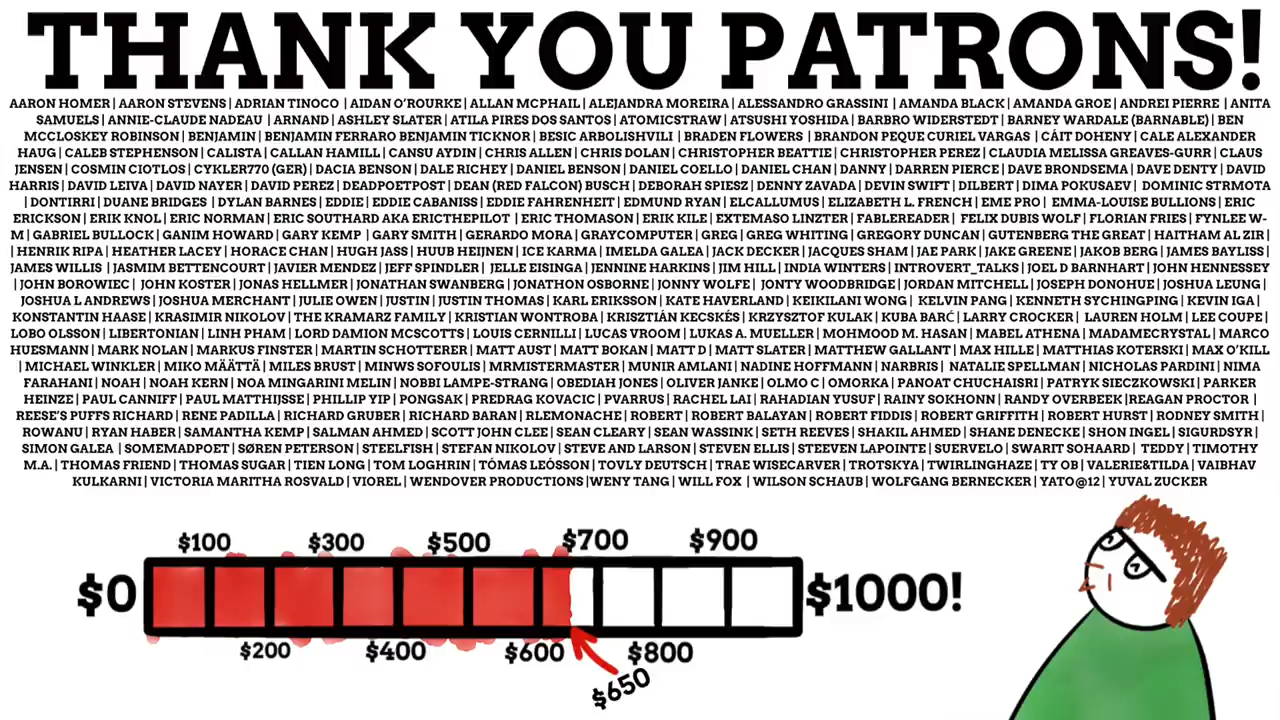 THANK YOU PATRONS!
AARON HOMER | AARON STEVENS | ADRIAN TINOCO | AIDAN O'ROURKE | ALLAN MCPHAIL | ALEJANDRA MOREIRA | ALESSANDRO GRASSINI | AMANDA BLACK | AMANDA GROE | ANDREI PIERRE | ANITA
SAMUELS | ANNIE-CLAUDE NADEAU | ARNAND | ASHLEY SLATER | ATILA PIRES DOS SANTOS | ATOMICSTRAW | ATSUSHI YOSHIDA | BARBRO WIDERSTEDT | BARNEY WARDALE (BARNABLE) | BEN
MCCLOSKEY ROBINSON | BENJAMIN | BENJAMIN FERRARO BENJAMIN TICKNOR | BESIC ARBOLISHVILI | BRADEN FLOWERS | BRANDON PEQUE CURIEL VARGAS | CÁIT DOHENY | CALE ALEXANDER
HAUG | CALEB STEPHENSON | CALISTA | CALLAN HAMILL | CANSU AYDIN | CHRIS ALLEN | CHRIS DOLAN | CHRISTOPHER BEATTIE | CHRISTOPHER PEREZ | CLAUDIA MELISSA GREAVES-GURR | CLAUS
JENSEN | COSMIN CIOTLOS | CYKLER770 (GER) | DACIA BENSON | DALE RICHEY | DANIEL BENSON | DANIEL COELLO | DANIEL CHAN | DANNY | DARREN PIERCE | DAVE BRONDSEMA | DAVE DENTY | DAVID
HARRIS | DAVID LEIVA | DAVID NAYER | DAVID PEREZ | DEADPOETPOST | DEAN (RED FALCON) BUSCH | DEBORAH SPIESZ | DENNY ZAVADA | DEVIN SWIFT | DILBERT | DIMA POKUSAEV | DOMINIC STRMOTA
| DONTIRRI | DUANE BRIDGES | DYLAN BARNES | EDDIE | EDDIE CABANISS | EDDIE FAHRENHEIT | EDMUND RYAN | ELCALLUMUS | ELIZABETH L. FRENCH | EME PRO | EMMA-LOUISE BULLIONS | ERIC
ERICKSON | ERIK KNOL | ERIC NORMAN | ERIC SOUTHARD AKA ERICTHEPILOT | ERIC THOMASON | ERIK KILE | EXTEMASO LINZTER | FABLEREADER | FELIX DUBIS WOLF | FLORIAN FRIES | FYNLEE W-
M | GABRIEL BULLOCK | GANIM HOWARD | GARY KEMP | GARY SMITH | GERARDO MORA | GRAYCOMPUTER | GREG | GREG WHITING | GREGORY DUNCAN | GUTENBERG THE GREAT | HAITHAM AL ZIR |
| HENRIK RIPA | HEATHER LACEY | HORACE CHAN | HUGH JASS | HUUB HEIJNEN | ICE KARMA | IMELDA GALEA | JACK DECKER | JACQUES SHAM | JAE PARK | JAKE GREENE | JAKOB BERG | JAMES BAYLISS |
JAMES WILLIS | JASMIM BETTENCOURT | JAVIER MENDEZ | JEFF SPINDLER | JELLE EISINGA | JENNINE HARKINS | JIM HILL | INDIA WINTERS | INTROVERT_TALKS | JOEL D BARNHART | JOHN HENNESSEY
| JOHN BOROWIEC | JOHN KOSTER | JONAS HELLMER | JONATHAN SWANBERG | JONATHON OSBORNE | JONNY WOLFE | JONTY WOODBRIDGE | JORDAN MITCHELL | JOSEPH DONOHUE | JOSHUA LEUNG |
JOSHUA L ANDREWS | JOSHUA MERCHANT | JULIE OWEN | JUSTIN | JUSTIN THOMAS | KARL ERIKSSON | KATE HAVERLAND | KEIKILANI WONG | KELVIN PANG | KENNETH SYCHINGPING | KEVIN IGA |
KONSTANTIN HAASE | KRASIMIR NIKOLOV | THE KRAMARZ FAMILY | KRISTIAN WONTROBA | KRISZTIÁN KECSKÉS | KRZYSZTOF KULAK | KUBA BARĆ | LARRY CROCKER | LAUREN HOLM | LEE COUPE |
LOBO OLSSON | LIBERTONIAN | LINH PHAM | LORD DAMION MCSCOTTS | LOUIS CERNILLI | LUCAS VROOM | LUKAS A. MUELLER | MOHMOOD M. HASAN | MABEL ATHENA | MADAMECRYSTAL | MARCO
HUESMANN | MARK NOLAN | MARKUS FINSTER | MARTIN SCHOTTERER | MATT AUST | MATT BOKAN | MATT D | MATT SLATER | MATTHEW GALLANT | MAX HILLE | MATTHIAS KOTERSKI | MAX O'KILL
| MICHAEL WINKLER | MIKO MÄÄTTÄ | MILES BRUST | MINWS SOFOULIS | MRMISTERMASTER | MUNIR AMLANI | NADINE HOFFMANN | NARBRIS | NATALIE SPELLMAN | NICHOLAS PARDINI | NIMA
FARAHANI | NOAH | NOAH KERN | NOA MINGARINI MELIN | NOBBI LAMPE-STRANG | OBEDIAH JONES | OLIVER JANKE | OLMO C | OMORKA | PANOAT CHUCHAISRI | PATRYK SIECZKOWSKI | PARKER
HEINZE | PAUL CANNIFF | PAUL MATTHIJSSE | PHILLIP YIP | PONGSAK | PREDRAG KOVACIC | PVARRUS | RACHEL LAI | RAHADIAN YUSUF | RAINY SOKHONN | RANDY OVERBEEK |REAGAN PROCTOR |
REESE'S PUFFS RICHARD | RENE PADILLA | RICHARD GRUBER | RICHARD BARAN | RLEMONACHE | ROBERT | ROBERT BALAYAN | ROBERT FIDDIS | ROBERT GRIFFITH | ROBERT HURST | RODNEY SMITH |
ROWANU | RYAN HABER | SAMANTHA KEMP | SALMAN AHMED | SCOTT JOHN CLEE | SEAN CLEARY | SEAN WASSINK | SETH REEVES | SHAKIL AHMED | SHANE DENECKE | SHON INGEL | SIGURDSYR |
SIMON GALEA | SOMEMADPOET | SØREN PETERSON | STEELFISH | STEFAN NIKOLOV | STEVE AND SOLARO | STEVEN ELLIS | STEEVEN LAPOINTE | SUERVELO | SWARIT SOHAARD | TEDDY | TIMOTHY
M.A. | THOMAS FRIEND | THOMAS SUGAR | TIEN LONG | TOM LOGHRIN | TÓMAS LEÓSSON | TOVLY DEUTSCH | TRAE WISECARVER | TROTSKYA | TWIRLINGHAZE | TY OB | VALERIE&TILDA | VAIBHAV
KULKARNI | VICTORIA MARITHA ROSVALD | VIOREL | WENDOVER PRODUCTIONS |WENY TANG | WILL FOX | WILSON SCHAUB | WOLFGANG BERNECKER | YATO@12 | YUVAL ZUCKER
$100 $300 $500 $700 $900
$0 $1000!
$200 $400 $600 $800
$650